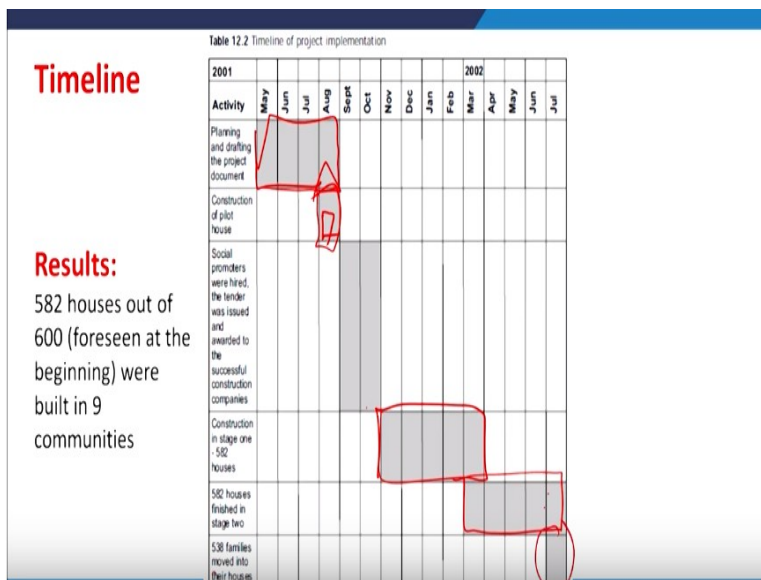 Table 12.2 Timeline of project implementation
Timeline
2001
2002
Activity
May
Jun
Jul
Aug
Sept
Oct
Nov
Dec
Jan
Feb
Mar
Apr
May
Jun
Jul
Planning
and drafting
the project
document
Construction
of pilot
house
Social
promoters
were hired,
the tender
was issued
and
awarded to
the
successful
construction
companies
Construction
in stage one
- 582
houses
582 houses
finished in
stage two
538 families
moved into
their houses
Results:
582 houses out of
600 (foreseen at the
beginning) were
built in 9
communities